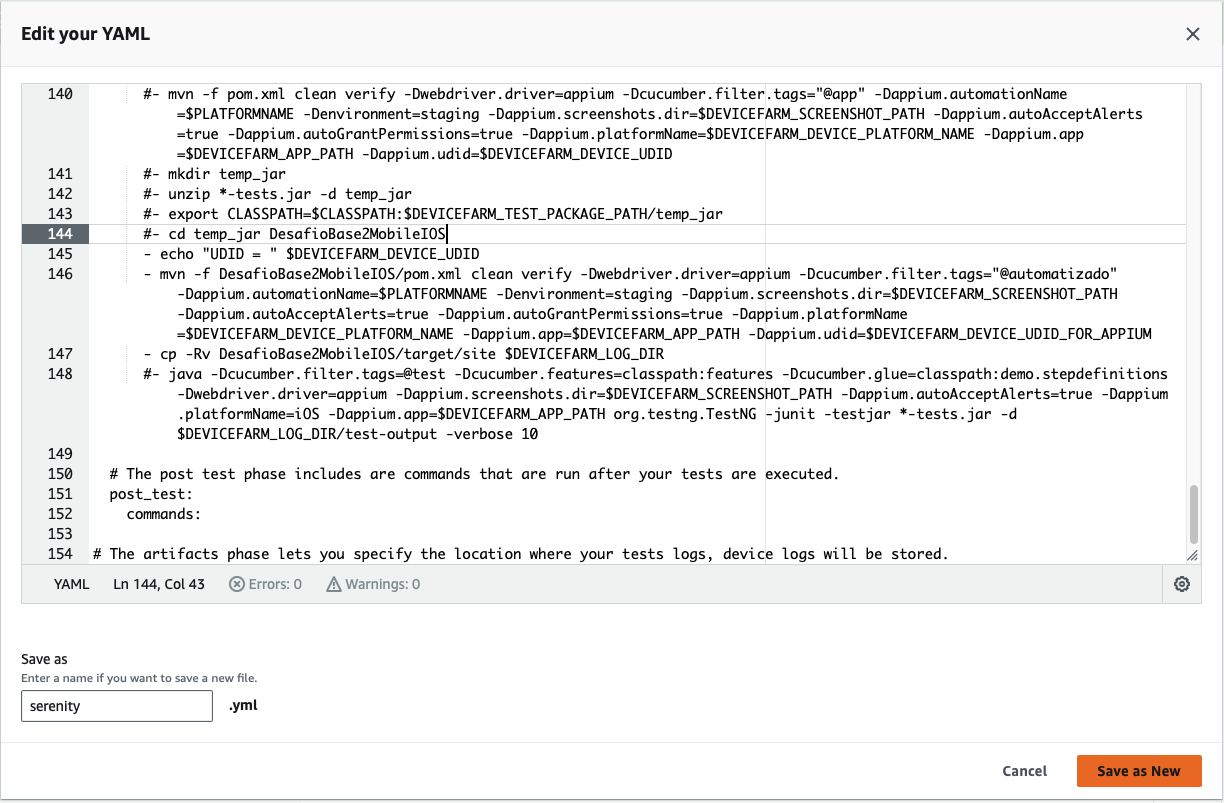 Edit your YAML
140 #- mvn -f pom.xml clean verify -Dwebdriver.driver=appium -Dcucumber.filter.tags="@app" -Dappium.automationName
=$PLATFORMNAME -Denvironment=staging -Dappium.screenshots.dir=$DEVICEFARM_SCREENSHOT_PATH -Dappium.autoAcceptAlerts
=true -Dappium.autoGrantPermissions=true -Dappium.platformName=$DEVICEFARM_DEVICE_PLATFORM_NAME -Dappium.app
=$DEVICEFARM_APP_PATH -Dappium.udid=$DEVICEFARM_DEVICE_UDID
141 #- mkdir temp_jar
142 #- unzip *-tests.jar -d temp_jar
143 #- export CLASSPATH=$CLASSPATH:$DEVICEFARM_TEST_PACKAGE_PATH/temp_jar
144 #- cd temp_jar DesafioBase2MobileIOS
145 - echo "UDID = " $DEVICEFARM_DEVICE_UDID
146 - mvn -f DesafioBase2MobileIOS/pom.xml clean verify -Dwebdriver.driver=appium -Dcucumber.filter.tags="@automatizado"
-Dappium.automationName=$PLATFORMNAME -Denvironment=staging -Dappium.screenshots.dir=$DEVICEFARM_SCREENSHOT_PATH
-Dappium.autoAcceptAlerts=true -Dappium.autoGrantPermissions=true -Dappium.platformName
=$DEVICEFARM_DEVICE_PLATFORM_NAME -Dappium.app=$DEVICEFARM_APP_PATH -Dappium.udid=$DEVICEFARM_DEVICE_UDID_FOR_APPIUM
147 - cp -Rv DesafioBase2MobileIOS/target/site $DEVICEFARM_LOG_DIR
148 #- java -Dcucumber.filter.tags=@test -Dcucumber.features=classpath:features -Dcucumber.glue=classpath:demo.stepdefinitions
-Dwebdriver.driver=appium -Dappium.screenshots.dir=$DEVICEFARM_SCREENSHOT_PATH -Dappium.autoAcceptAlerts=true -Dappium
.platformName=iOS -Dappium.app=$DEVICEFARM_APP_PATH org.testng.TestNG -junit -testjar *-tests.jar -d
$DEVICEFARM_LOG_DIR/test-output -verbose 10
149
150 # The post test phase includes are commands that are run after your tests are executed.
151 post_test:
152 commands:
153
154 # The artifacts phase lets you specify the location where your tests logs, device logs will be stored.
YAML Ln 144, Col 43 Errors: 0 Warnings: 0
Save as
Enter a name if you want to save a new file.
serenity .yml
Cancel Save as New